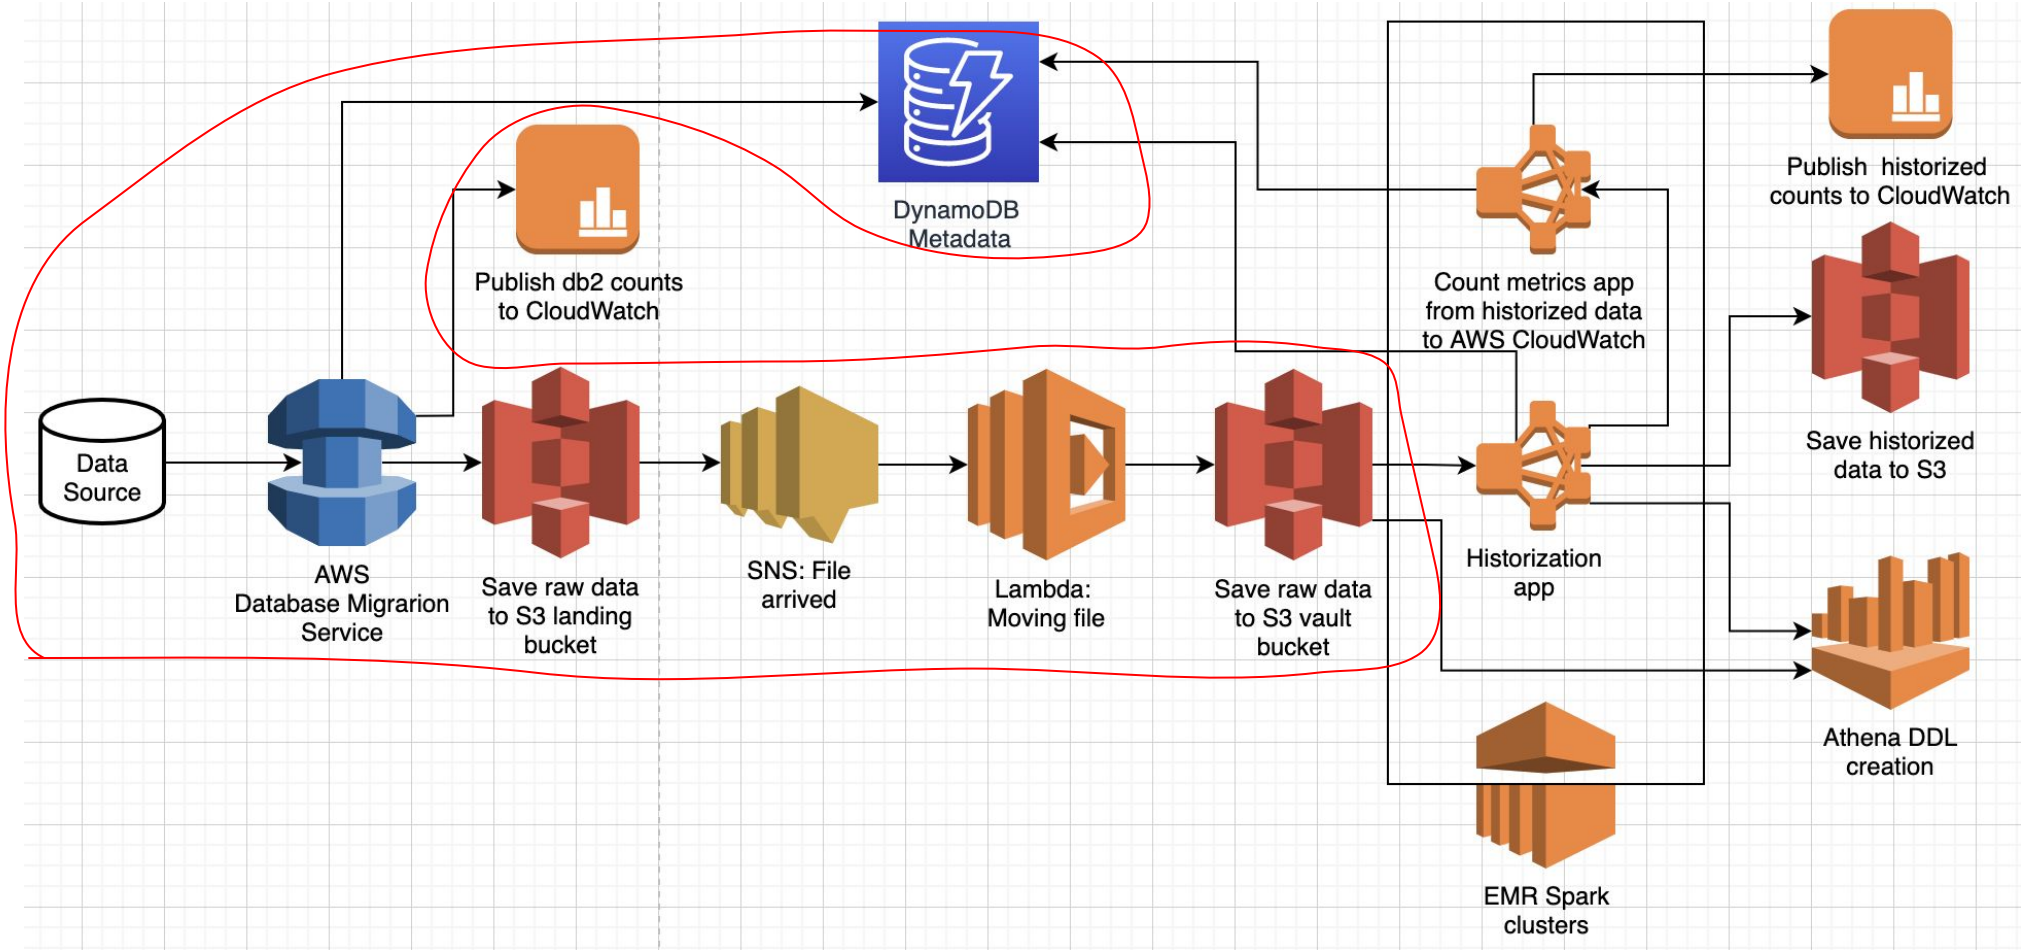 DynamoDB
Metadata
Publish db2 counts
to CloudWatch
Publish  historized
counts to CloudWatch
Count metrics app
from historized data
to AWS CloudWatch
Data
Source
AWS
Database Migrarion
Service
Save raw data
to S3 landing
bucket
SNS: File
arrived
Lambda:
Moving file
Save raw data
to S3 vault
bucket
Historization
app
Save historized
data to S3
Athena DDL
creation
EMR Spark
clusters